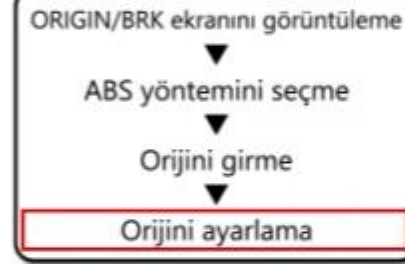 ORIGIN/BRK ekranını görüntüleme
ABS yöntemini seçme
Orijini girme
Orijini ayarlama